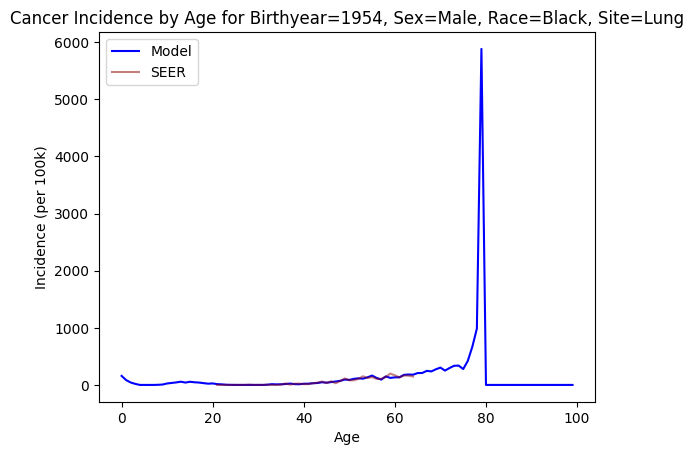 Cancer Incidence by Age for Birthyear=1954, Sex=Male, Race=Black, Site=Lung
Model
SEER
6000
5000
4000
3000
2000
1000
0
Incidence (per 100k)
0 20 40 60 80 100
Age